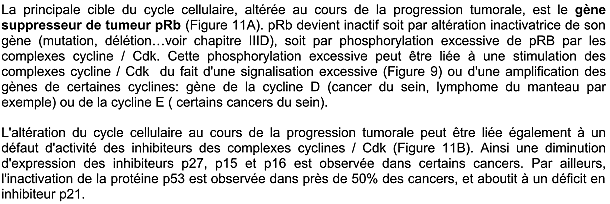 La principale cible du cycle cellulaire, altérée au cours de la progression tumorale, est le gène
suppresseur de tumeur pRb (Figure 11A). pRb devient inactif soit par altération inactivatrice de son
gène (mutation, délétion...voir chapitre IIID), soit par phosphorylation excessive de pRB par les
complexes cycline / Cdk. Cette phosphorylation excessive peut être liée à une stimulation des
complexes cycline / Cdk du fait d'une signalisation excessive (Figure 9) ou d'une amplification des
gènes de certaines cyclines: gène de la cycline D (cancer du sein, lymphome du manteau par
exemple) ou de la cycline E ( certains cancers du sein).

L'altération du cycle cellulaire au cours de la progression tumorale peut être liée également à un
défaut d'activité des inhibiteurs des complexes cyclines / Cdk (Figure 11B). Ainsi une diminution
d'expression des inhibiteurs p27, p15 et p16 est observée dans certains cancers. Par ailleurs,
l'inactivation de la protéine p53 est observée dans près de 50% des cancers, et aboutit à un déficit en
inhibiteur p21.